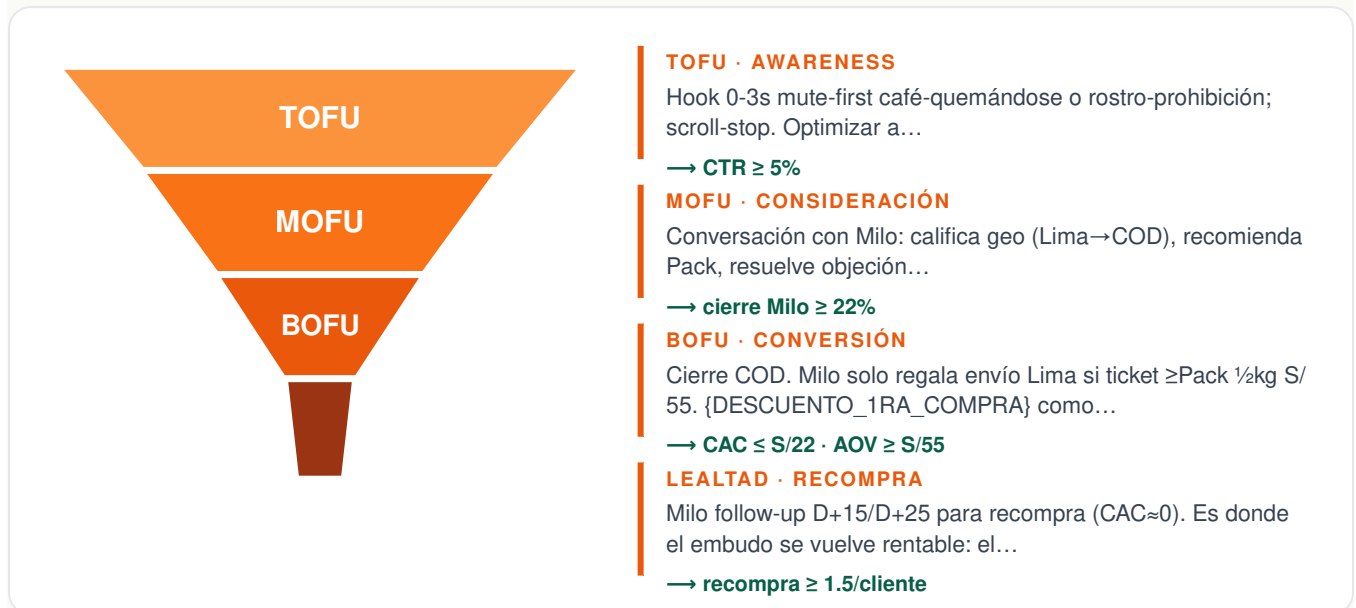 TOFU
MOFU
BOFU
TOFU · AWARENESS
Hook 0-3s mute-first café-quemándose o rostro-prohibición;
scroll-stop. Optimizar a…
⟶ CTR ≥ 5%
MOFU · CONSIDERACIÓN
Conversación con Milo: califica geo (Lima→COD), recomienda
Pack, resuelve objeción…
⟶ cierre Milo ≥ 22%
BOFU · CONVERSIÓN
Cierre COD. Milo solo regala envío Lima si ticket ≥Pack ½kg S/
55. {DESCUENTO_1RA_COMPRA} como…
⟶ CAC ≤ S/22 · AOV ≥ S/55
LEALTAD · RECOMPRA
Milo follow-up D+15/D+25 para recompra (CAC≈0). Es donde
el embudo se vuelve rentable: el…
⟶ recompra ≥ 1.5/cliente